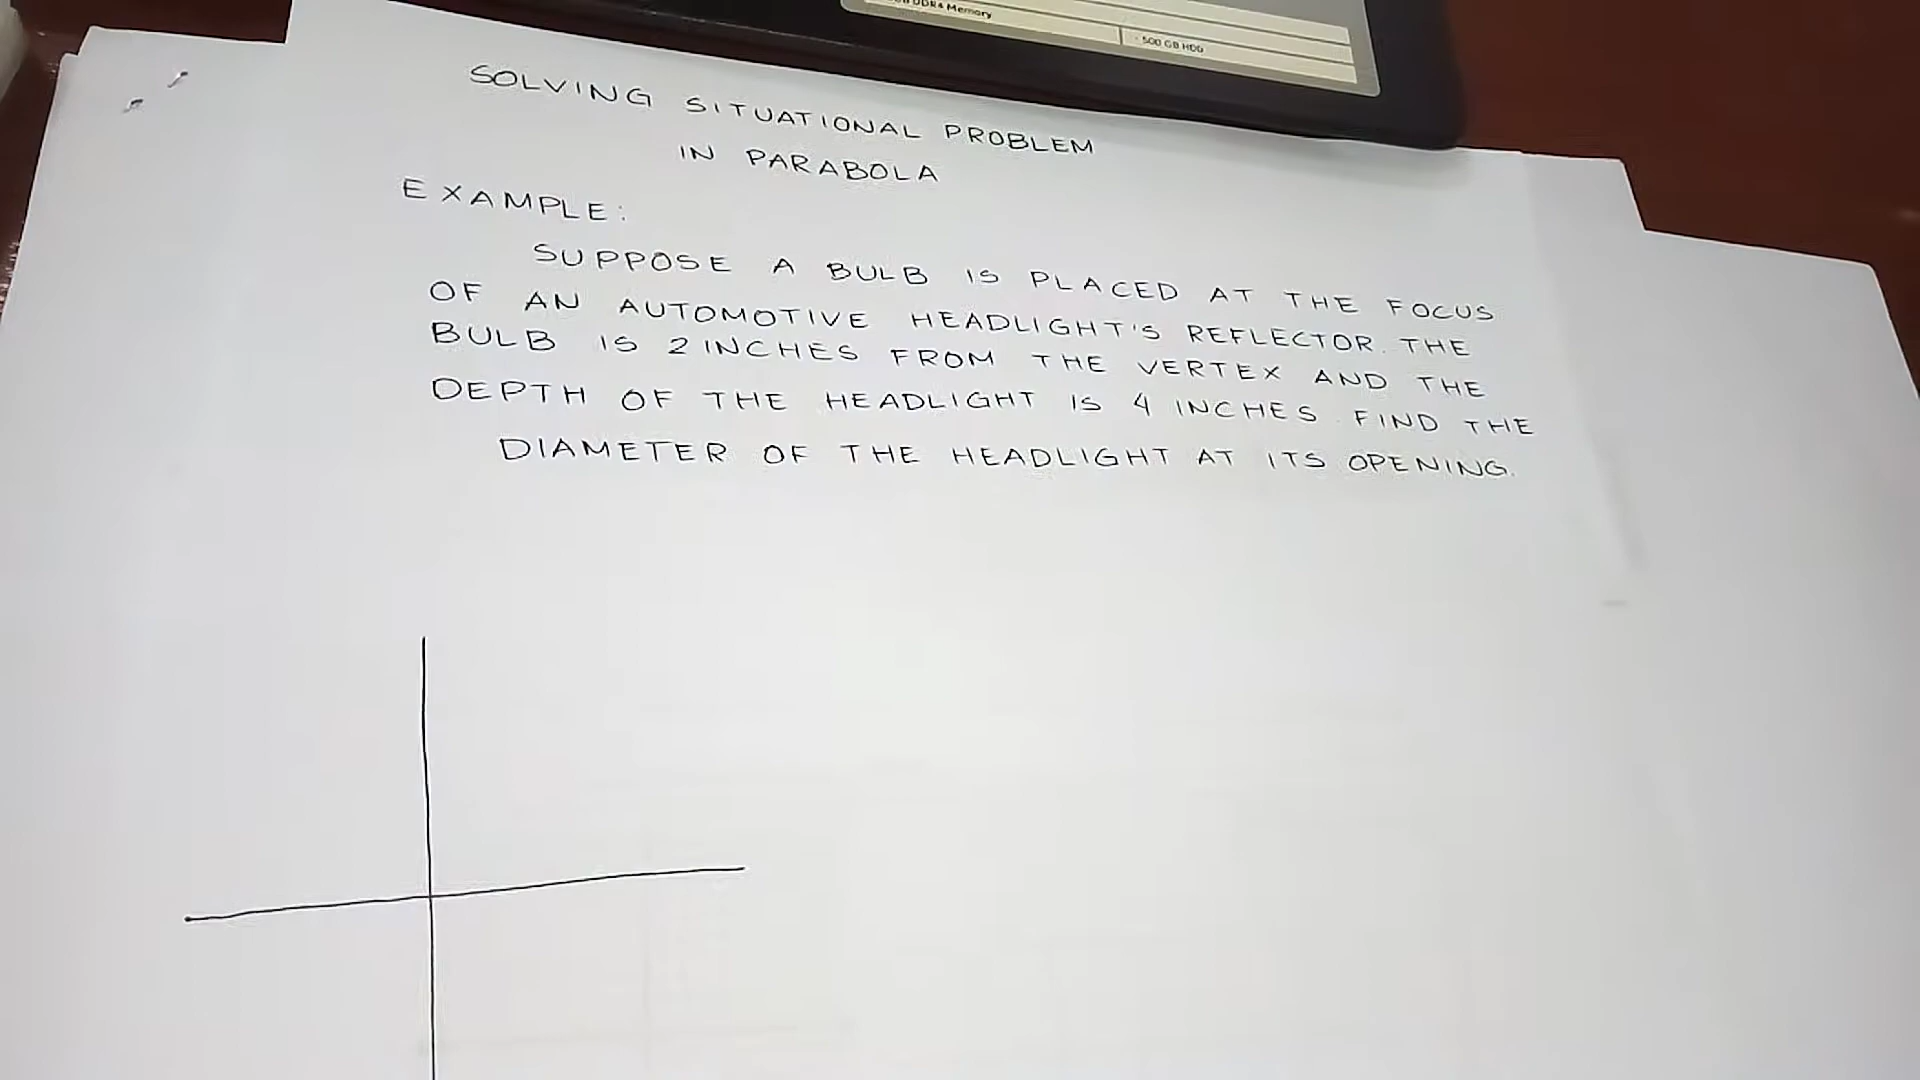 DDR4 Memory
500 GB HDD
SOLVING SITUATIONAL PROBLEM
IN PARABOLA
EXAMPLE:
SUPPOSE A BULB IS PLACED AT THE FOCUS
OF AN AUTOMOTIVE HEADLIGHT'S REFLECTOR. THE
BULB IS 2 INCHES FROM THE VERTEX AND THE
DEPTH OF THE HEADLIGHT IS 4 INCHES. FIND THE
DIAMETER OF THE HEADLIGHT AT ITS OPENING.